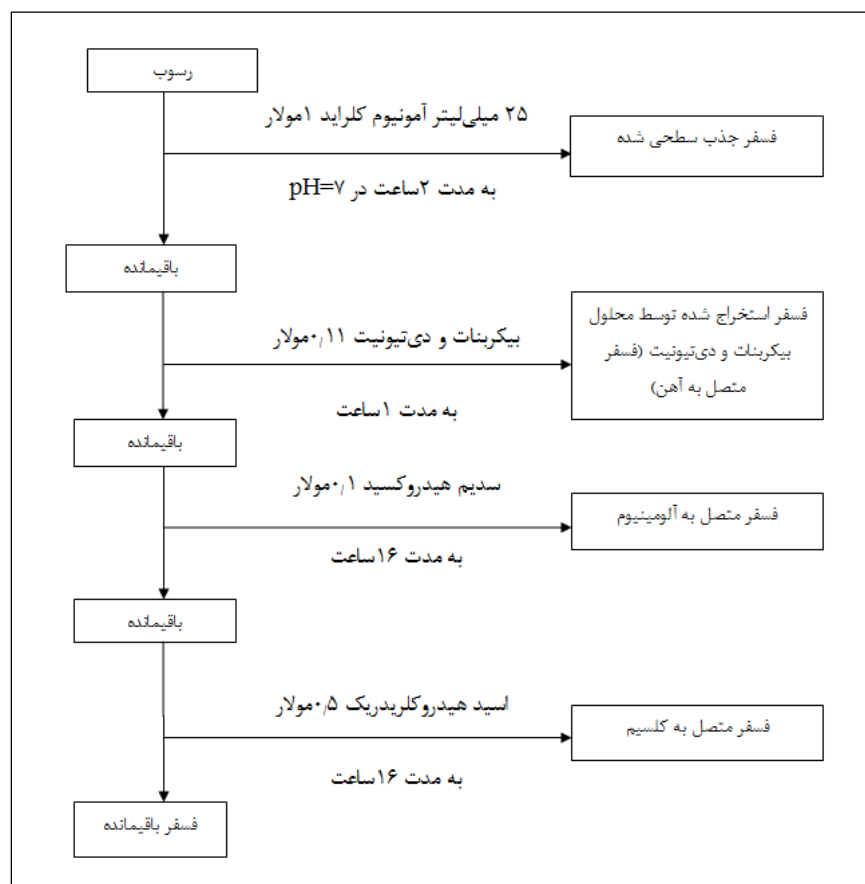 رسوب
۲۵ میلی‌لیتر آمونیوم کلراید ۱مولار
فسفر جذب سطحی شده
به مدت ۲ساعت در pH=۷
باقیمانده
بیکربنات و دی‌تیونیت ۰٫۱۱مولار
فسفر استخراج شده توسط محلول
بیکربنات و دی‌تیونیت (فسفر
متصل به آهن)
به مدت ۱ساعت
باقیمانده
سدیم هیدروکسید ۰٫۱مولار
فسفر متصل به آلومینیوم
به مدت ۱۶ساعت
باقیمانده
اسید هیدروکلریدریک ۰٫۵مولار
فسفر متصل به کلسیم
به مدت ۱۶ساعت
فسفر باقیمانده